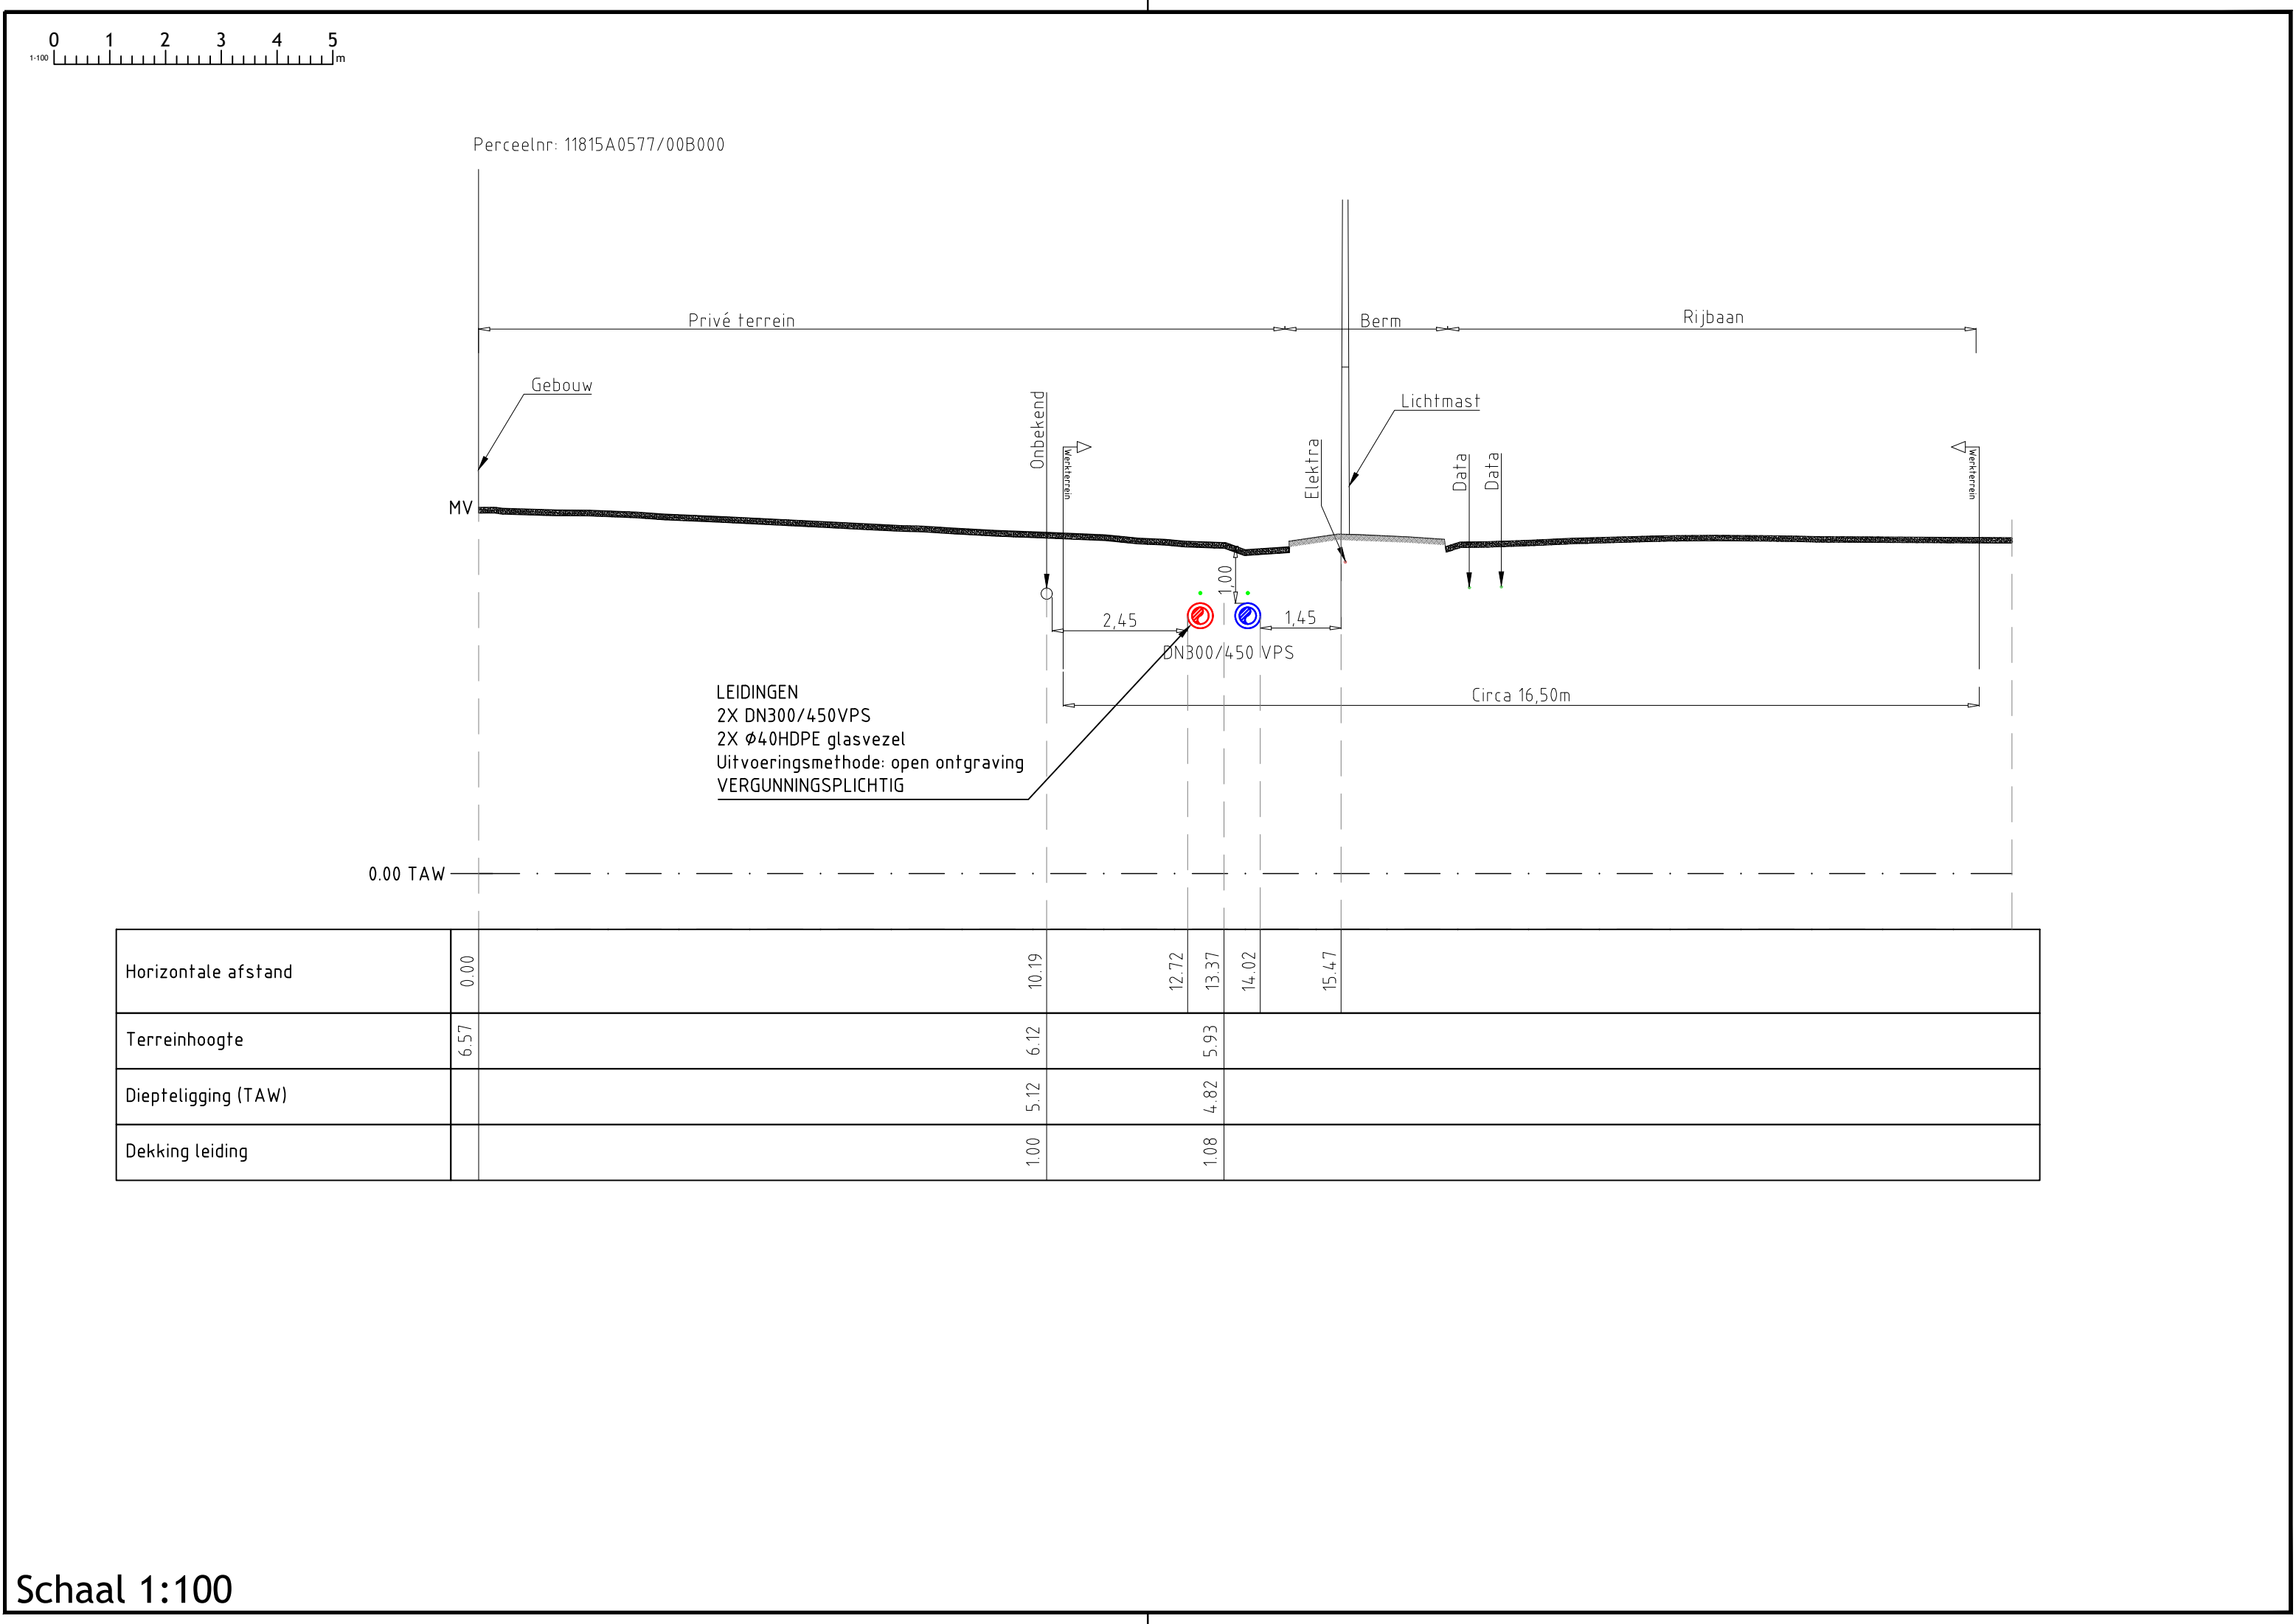 0 1 2 3 4 5
1-100 m
Perceelnr: 11815A0577/00B000
Privé terrein
Berm
Rijbaan
Gebouw
Onbekend
Lichtmast
Elektra
Data
Data
Werkterrein
Werkterrein
MV
1,00
2,45
1,45
DN300/450 VPS
LEIDINGEN
2X DN300/450VPS
2X Ø40HDPE glasvezel
Uitvoeringsmethode: open ontgraving
VERGUNNINGSPLICHTIG
Circa 16,50m
0.00 TAW
Horizontale afstand 0.00 10.19 12.72 13.37 14.02 15.47
Terreinhoogte 6.57 6.12 5.93
Diepteligging (TAW) 5.12 4.82
Dekking leiding 1.00 1.08
Schaal 1:100